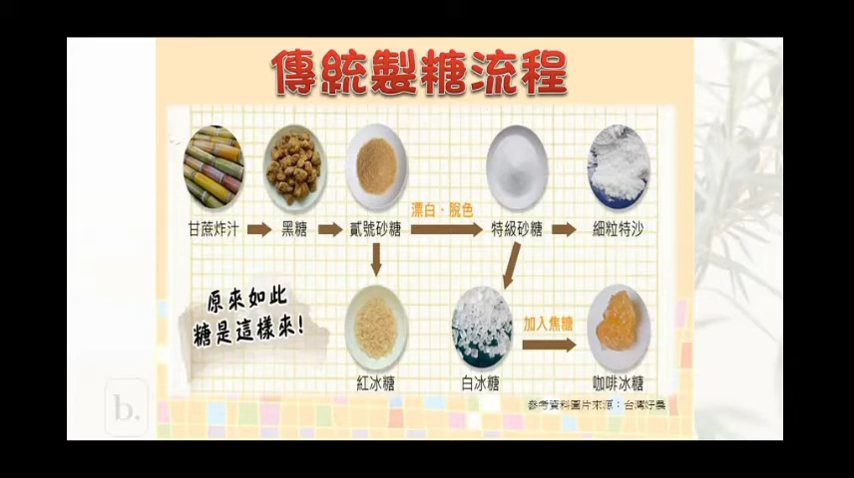 傳統製糖流程
甘蔗炸汁
黑糖
貳號砂糖
漂白、脫色
特級砂糖
細粒特沙
原來如此
糖是這樣來!
紅冰糖
白冰糖
加入焦糖
咖啡冰糖
參考資料圖片來源:台灣好農
b.